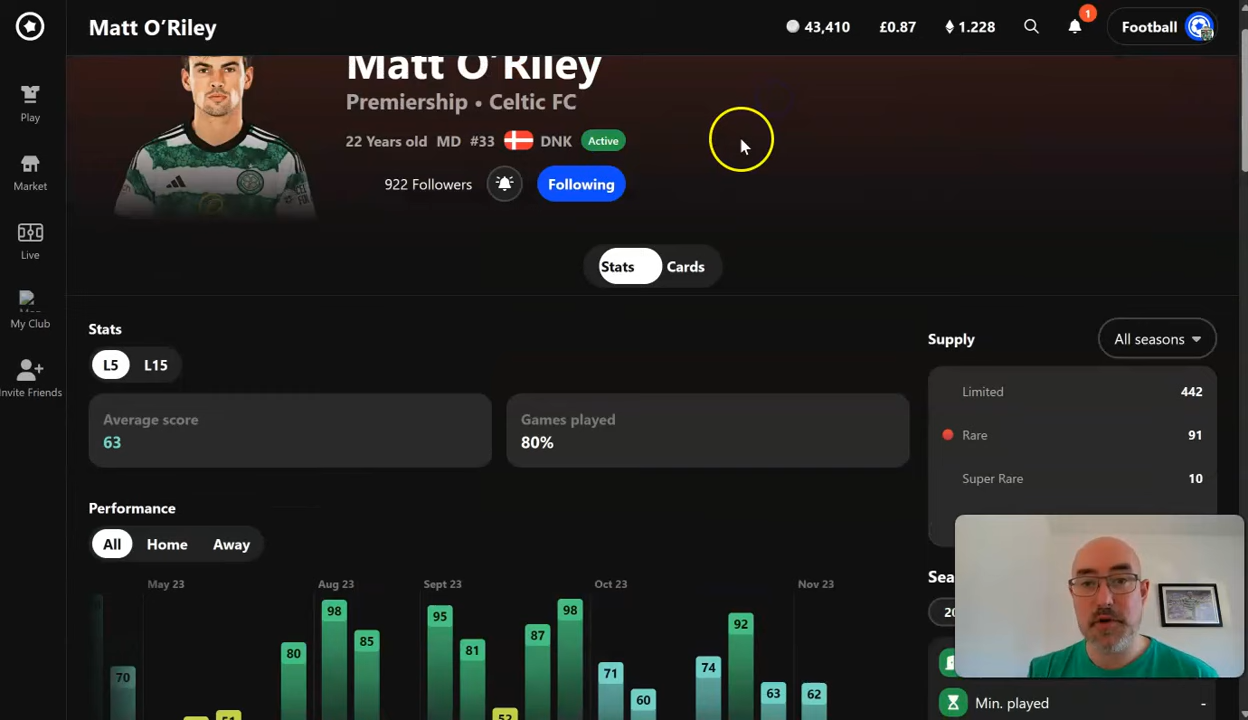 Matt O'Riley
43,410
£0.87
1.228
1
Football
Play
Market
Live
My Club
Invite Friends
Matt O'Riley
Premiership • Celtic FC
22 Years old MD #33 DNK Active
922 Followers
Following
Stats
Cards
Stats
L5
L15
Average score
63
Games played
80%
Supply
All seasons
Limited 442
Rare 91
Super Rare 10
Performance
All
Home
Away
May 23
Aug 23
Sept 23
Oct 23
Nov 23
70
51
80
98
85
95
81
52
87
98
71
60
74
92
63
62
Min. played -